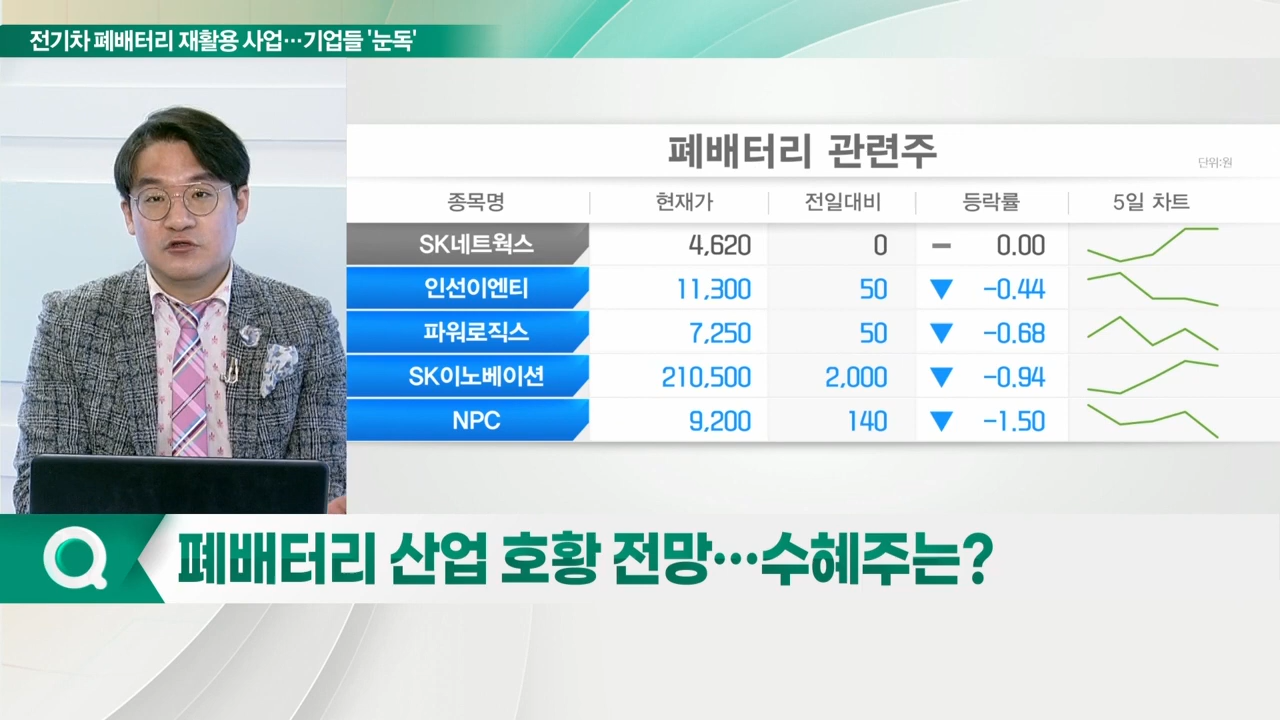 전기차 폐배터리 재활용 사업…기업들 '눈독'
폐배터리 관련주
단위:원
종목명 현재가 전일대비 등락률 5일 차트
SK네트웍스 4,620 0 - 0.00
인선이엔티 11,300 50 ▼ -0.44
파워로직스 7,250 50 ▼ -0.68
SK이노베이션 210,500 2,000 ▼ -0.94
NPC 9,200 140 ▼ -1.50
Q 폐배터리 산업 호황 전망…수혜주는?